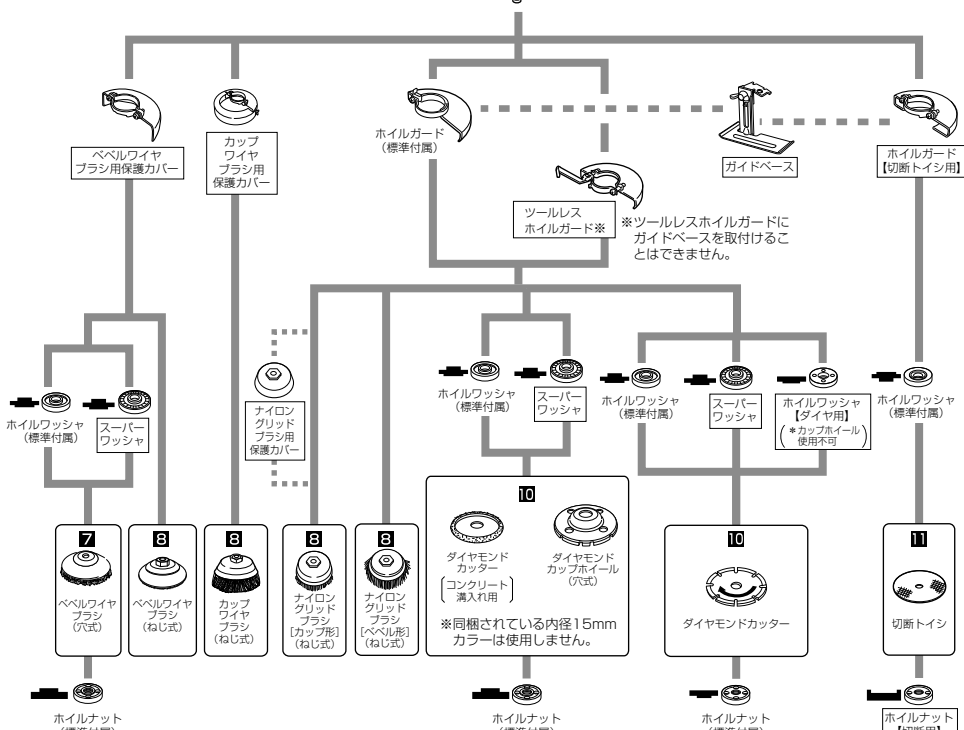 ベベルワイヤ
ブラシ用保護カバー
カップ
ワイヤ
ブラシ用
保護カバー
ホイルガード
(標準付属)
ガイドベース
ホイルガード
【切断トイシ用】
ツールレス
ホイルガード※
※ツールレスホイルガードに
ガイドベースを取付けるこ
とはできません。
ナイロン
グリッド
ブラシ用
保護カバー
ホイルワッシャ
(標準付属)
スーパー
ワッシャ
ホイルワッシャ
(標準付属)
スーパー
ワッシャ
ホイルワッシャ
(標準付属)
スーパー
ワッシャ
ホイルワッシャ
【ダイヤ用】
(*カップホイール
使用不可)
ホイルワッシャ
(標準付属)
7
ベベルワイヤ
ブラシ
(穴式)
8
ベベルワイヤ
ブラシ
(ねじ式)
8
カップ
ワイヤ
ブラシ
(ねじ式)
8
ナイロン
グリッド
ブラシ
[カップ形]
(ねじ式)
8
ナイロン
グリッド
ブラシ
[ベベル形]
(ねじ式)
10
ダイヤモンド
カッター
[コンクリート
溝入れ用]
ダイヤモンド
カップホイール
(穴式)
※同梱されている内径15mm
カラーは使用しません。
10
ダイヤモンドカッター
11
切断トイシ
ホイルナット
(標準付属)
ホイルナット
(標準付属)
ホイルナット
(標準付属)
ホイルナット
【切断用】